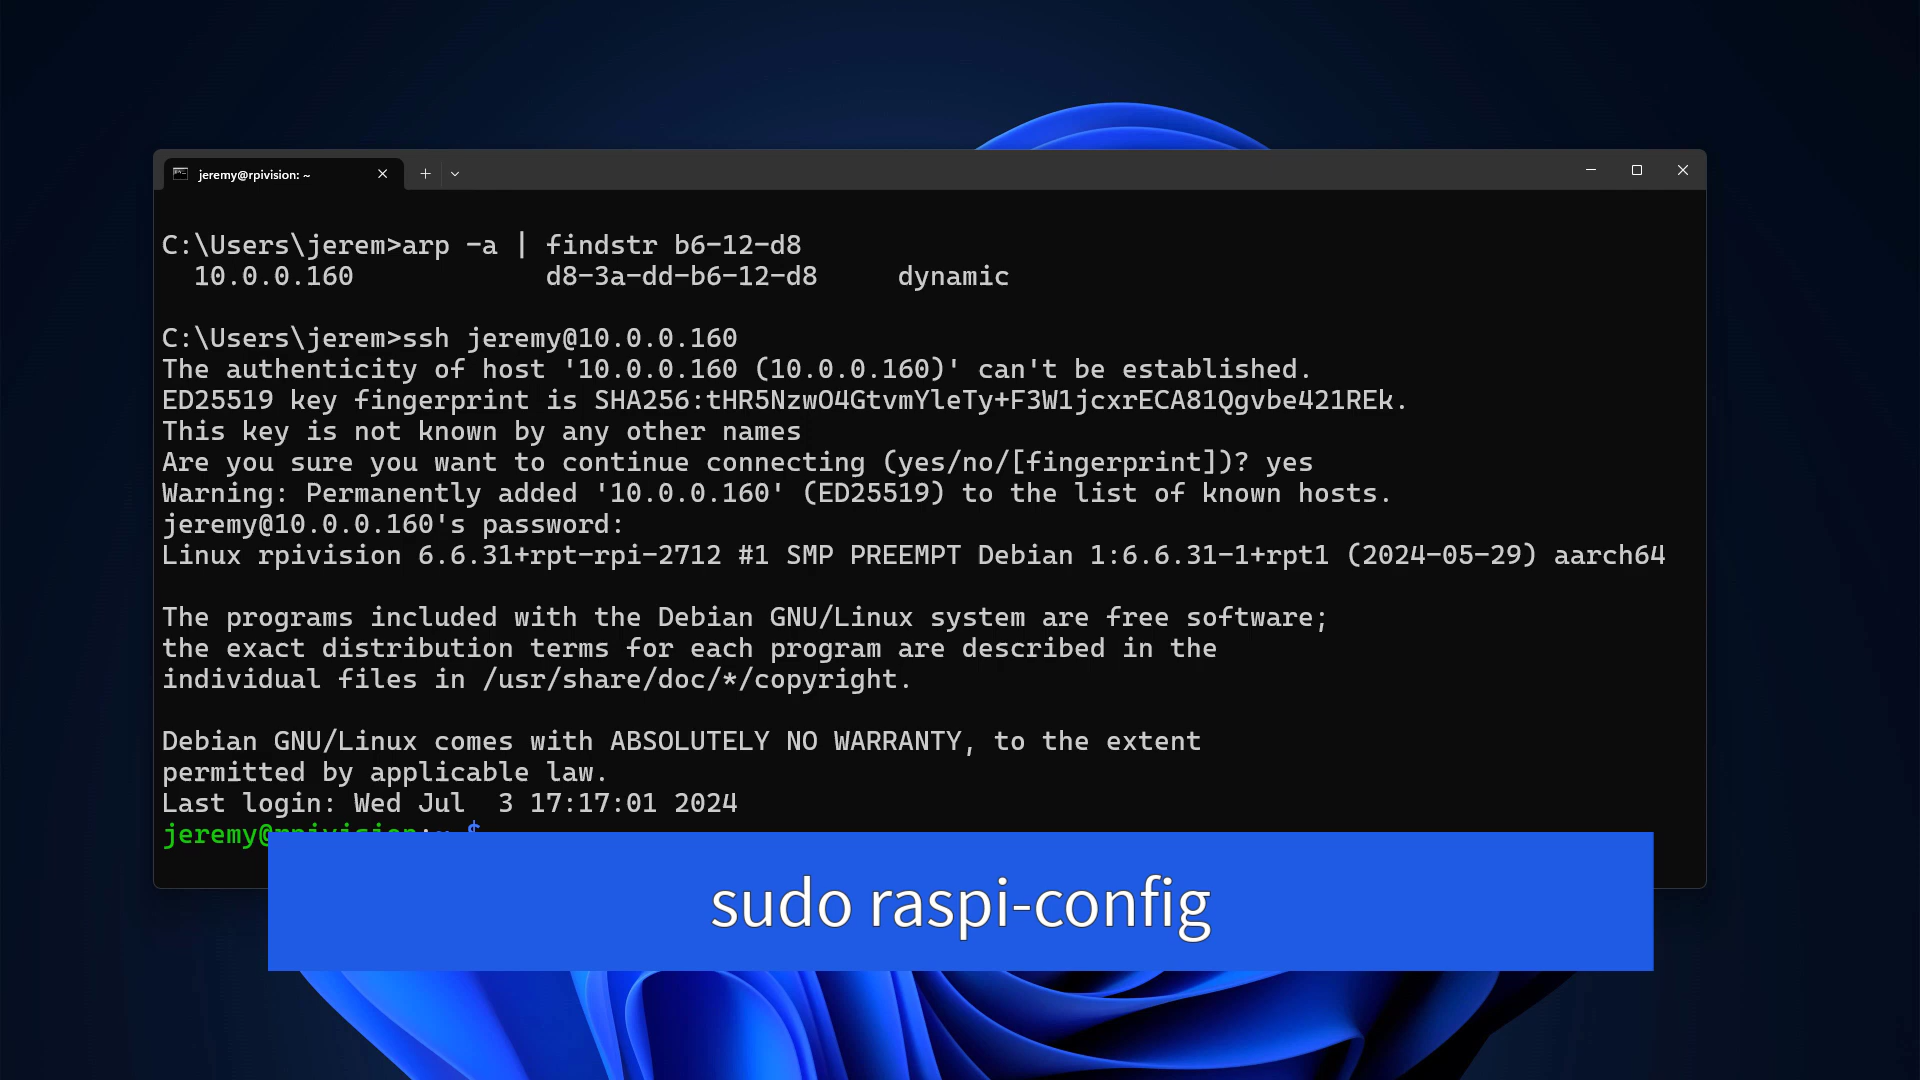 jeremy@rpivision: ~
C:\Users\jerem>arp -a | findstr b6-12-d8
10.0.0.160 d8-3a-dd-b6-12-d8 dynamic
C:\Users\jerem>ssh jeremy@10.0.0.160
The authenticity of host '10.0.0.160 (10.0.0.160)' can't be established.
ED25519 key fingerprint is SHA256:tHR5NzwO4GtvmYleTy+F3W1jcxrECA81Qgvbe421REk.
This key is not known by any other names
Are you sure you want to continue connecting (yes/no/[fingerprint])? yes
Warning: Permanently added '10.0.0.160' (ED25519) to the list of known hosts.
jeremy@10.0.0.160's password:
Linux rpivision 6.6.31+rpt-rpi-2712 #1 SMP PREEMPT Debian 1:6.6.31-1+rpt1 (2024-05-29) aarch64
The programs included with the Debian GNU/Linux system are free software;
the exact distribution terms for each program are described in the
individual files in /usr/share/doc/*/copyright.
Debian GNU/Linux comes with ABSOLUTELY NO WARRANTY, to the extent
permitted by applicable law.
Last login: Wed Jul  3 17:17:01 2024
jeremy@rpivision:~ $
sudo raspi-config